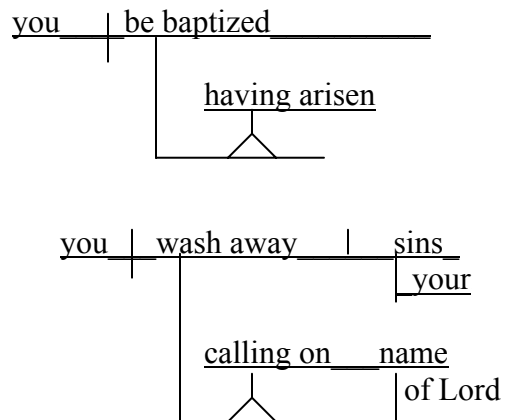 you be baptized
having arisen
you wash away sins
your
calling on name
of Lord